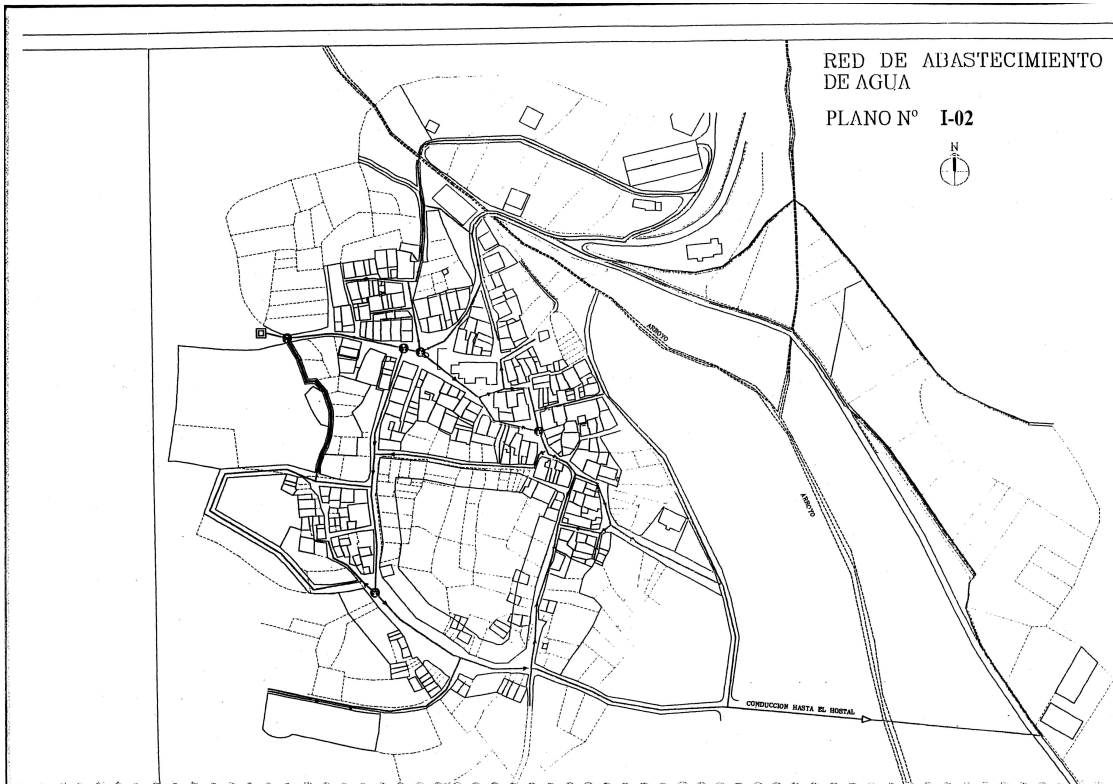 RED DE ABASTECIMIENTO
DE AGUA
PLANO Nº I-02
N
ARROYO
ARROYO
CONDUCCION HASTA EL HOSTAL